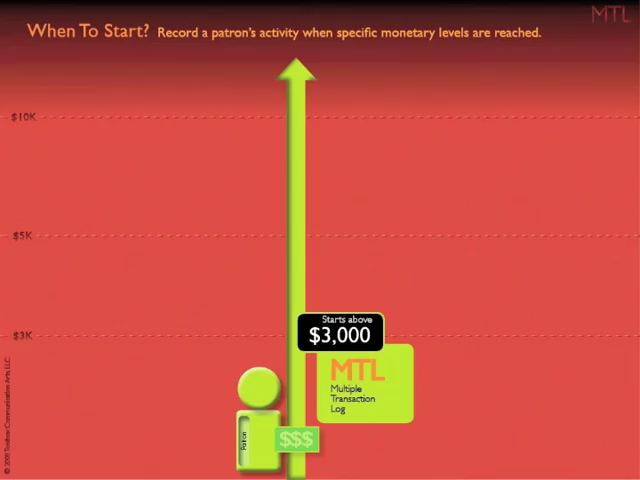 MTL
When To Start? Record a patron's activity when specific monetary levels are reached.
$10K
$5K
$3K
Starts above
$3,000
MTL
Multiple
Transaction
Log
Patron
$$$